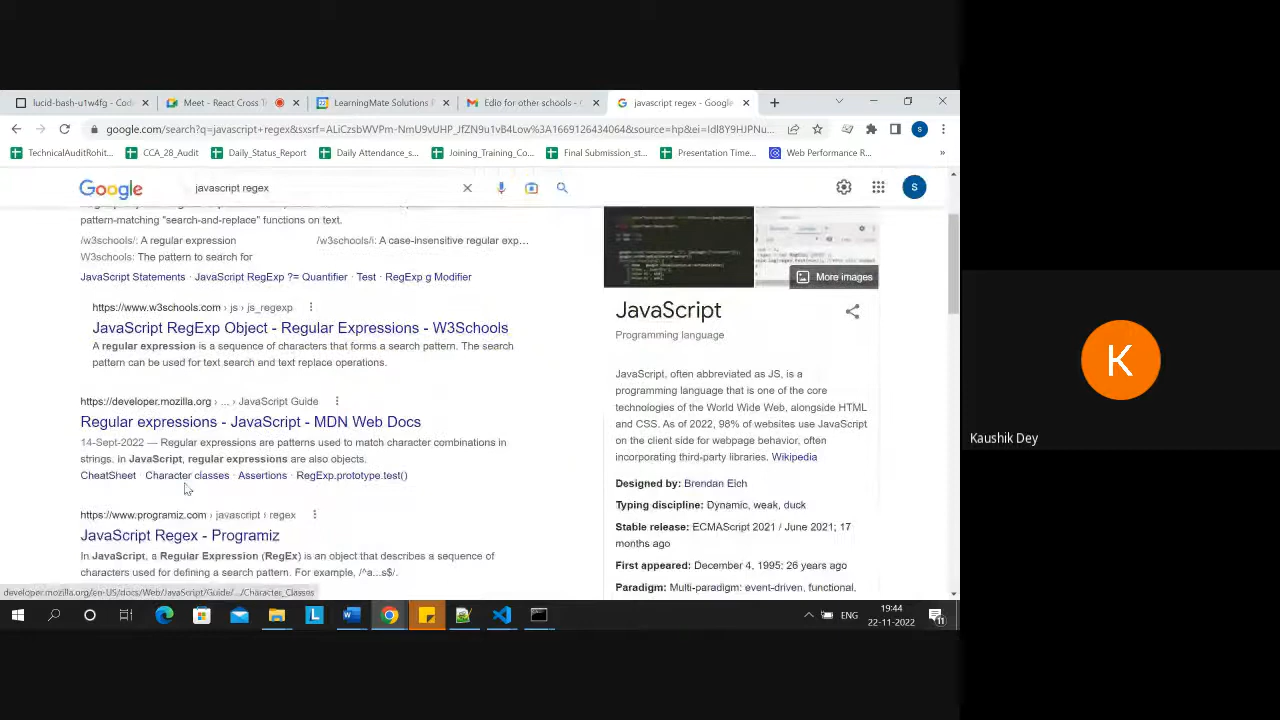 lucid-bash-u1w4fg - Cod
Meet - React Cross T
LearningMate Solutions P
Edlo for other schools - 
javascript regex - Google
google.com/search?q=javascript+regex&sxsrf=ALiCzsbWVPm-NmU9vUHP_JfZN9u1vB4Low%3A1669126434064&source=hp&ei=IdI8Y9HJPNu...
s
TechnicalAuditRohit...
CCA_28_Audit
Daily_Status_Report
Daily Attendance_s...
Joining_Training_Co...
Final Submission_st...
Presentation Time...
Web Performance R...
»
Google
javascript regex
S
pattern-matching "search-and-replace" functions on text.
/w3schools/: A regular expression
/w3schools/i: A case-insensitive regular exp...
W3Schools: The pattern to search for
JavaScript Assignments · JavaScript RegExp ?= Quantifier · Test · RegExp g Modifier
https://www.w3schools.com › js › js_regexp
JavaScript RegExp Object - Regular Expressions - W3Schools
A regular expression is a sequence of characters that forms a search pattern. The search
pattern can be used for text search and text replace operations.
https://developer.mozilla.org › ... › JavaScript Guide
Regular expressions - JavaScript - MDN Web Docs
14-Sept-2022 — Regular expressions are patterns used to match character combinations in
strings. In JavaScript, regular expressions are also objects.
CheatSheet · Character classes · Assertions · RegExp.prototype.test()
https://www.programiz.com › javascript › regex
JavaScript Regex - Programiz
In JavaScript, a Regular Expression (RegEx) is an object that describes a sequence of
characters used for defining a search pattern. For example, /^a...s$/.
developer.mozilla.org/en-US/docs/Web/JavaScript/Guide/.../Character_Classes
More images
JavaScript
Programming language
JavaScript, often abbreviated as JS, is a
programming language that is one of the core
technologies of the World Wide Web, alongside HTML
and CSS. As of 2022, 98% of websites use JavaScript
on the client side for webpage behavior, often
incorporating third-party libraries. Wikipedia
Designed by: Brendan Eich
Typing discipline: Dynamic, weak, duck
Stable release: ECMAScript 2021 / June 2021; 17
months ago
First appeared: December 4, 1995; 26 years ago
Paradigm: Multi-paradigm: event-driven, functional,
ENG
19:44
22-11-2022
11
K
Kaushik Dey